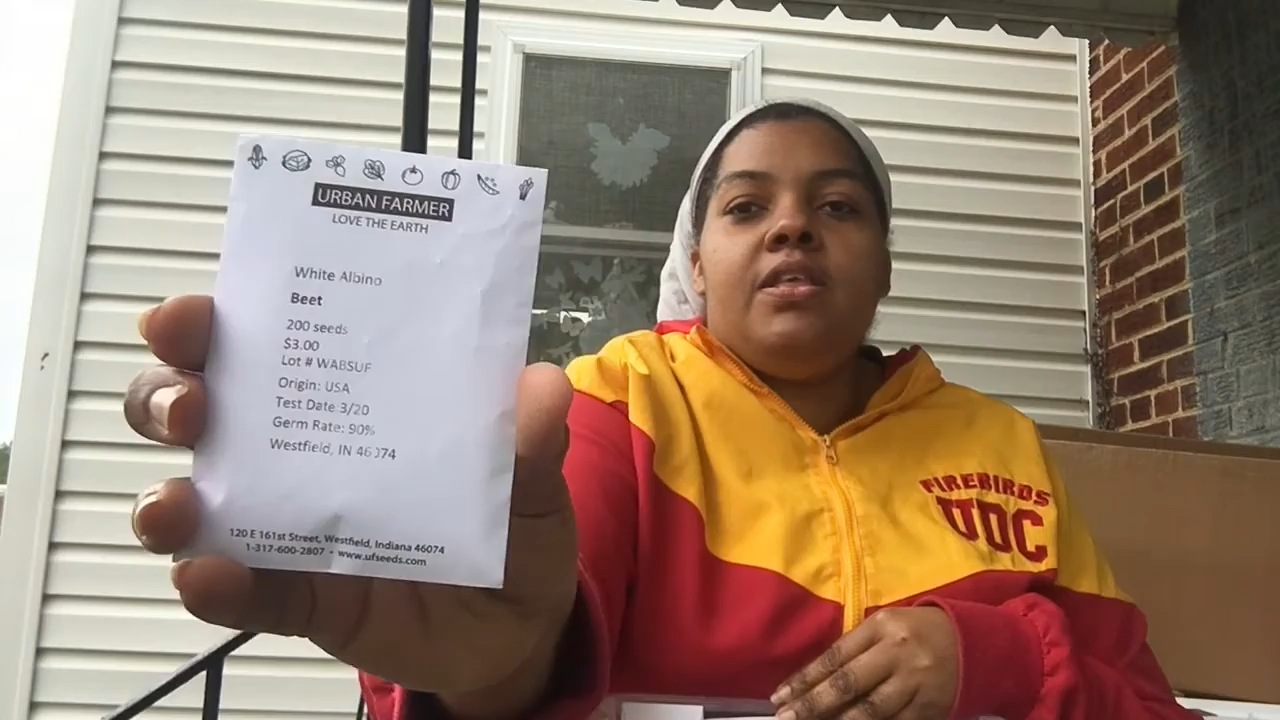 URBAN FARMER
LOVE THE EARTH
White Albino
Beet
200 seeds
$3.00
Lot # WABSUF
Origin: USA
Test Date 3/20
Germ Rate: 90%
Westfield, IN 46074
120 E 161st Street, Westfield, Indiana 46074
1-317-600-2807 • www.ufseeds.com
FIREBIRDS
UDC